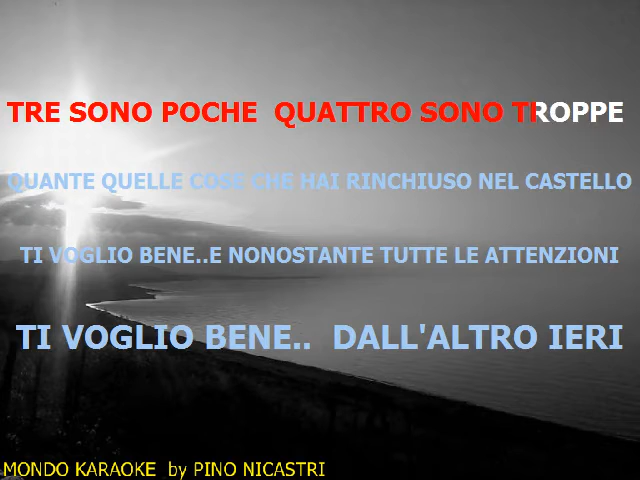 TRE SONO POCHE  QUATTRO SONO TROPPE
QUANTE QUELLE COSE CHE HAI RINCHIUSO NEL CASTELLO
TI VOGLIO BENE..E NONOSTANTE TUTTE LE ATTENZIONI
TI VOGLIO BENE..  DALL'ALTRO IERI
MONDO KARAOKE  by PINO NICASTRI